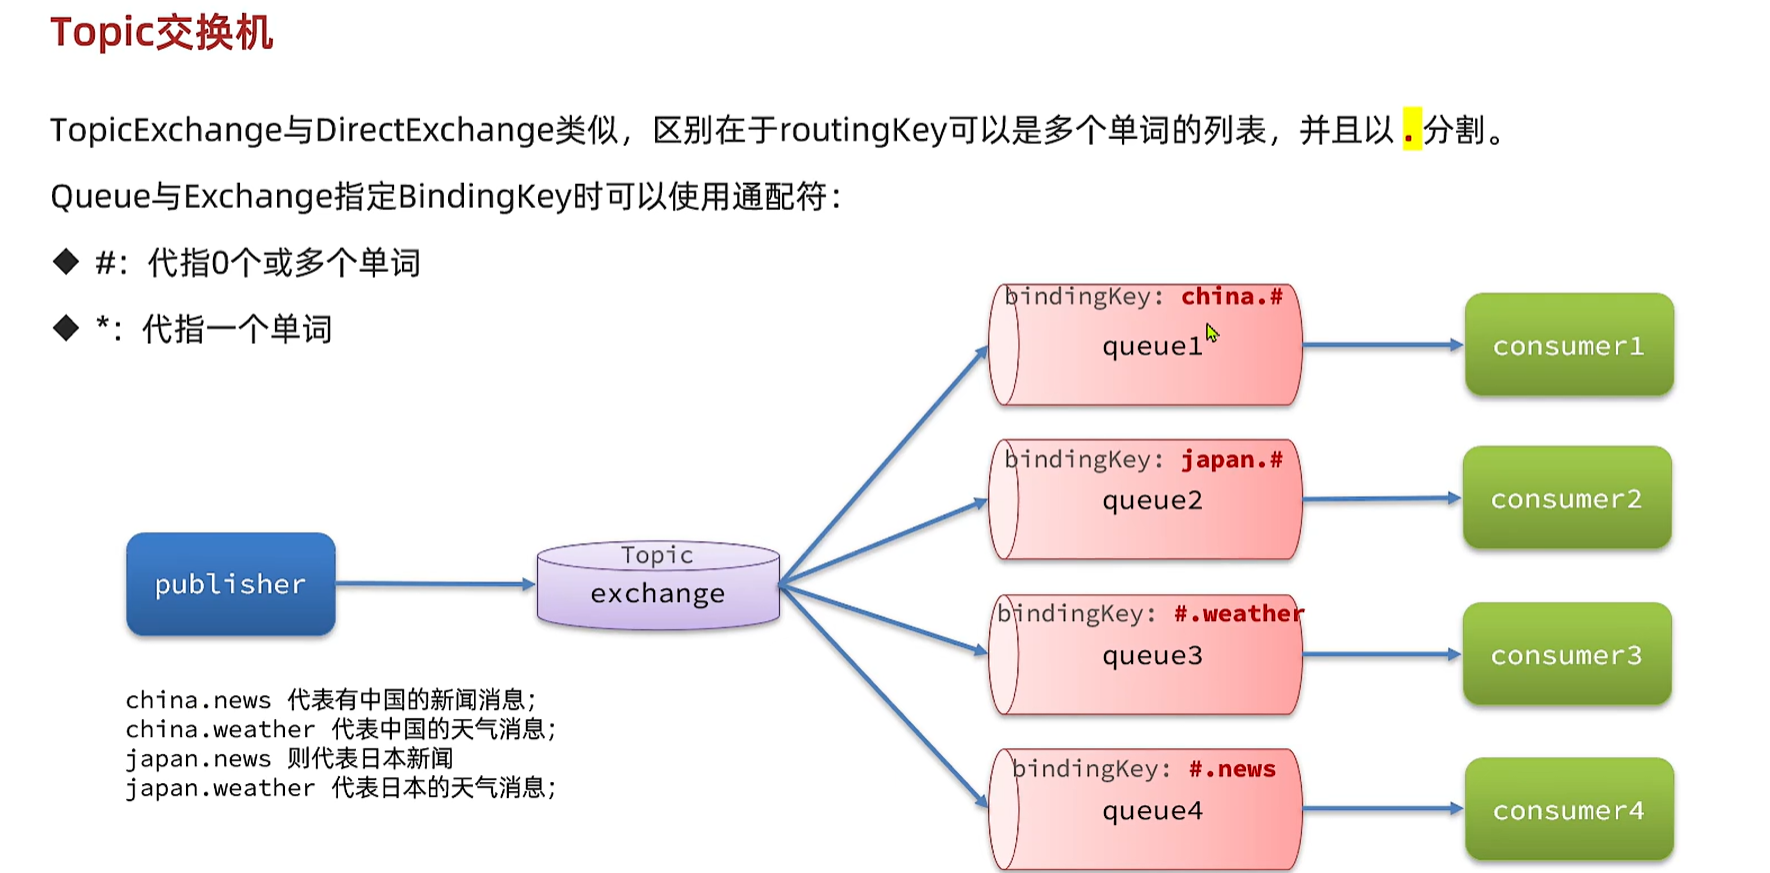 Topic交换机
TopicExchange与DirectExchange类似，区别在于routingKey可以是多个单词的列表，并且以 . 分割。
Queue与Exchange指定BindingKey时可以使用通配符：
◆ #：代指0个或多个单词
◆ *：代指一个单词
bindingKey: china.#
queue1
consumer1
bindingKey: japan.#
queue2
consumer2
publisher
Topic
exchange
bindingKey: #.weather
queue3
consumer3
china.news 代表有中国的新闻消息；
china.weather 代表中国的天气消息；
japan.news 则代表日本新闻
japan.weather 代表日本的天气消息；
bindingKey: #.news
queue4
consumer4